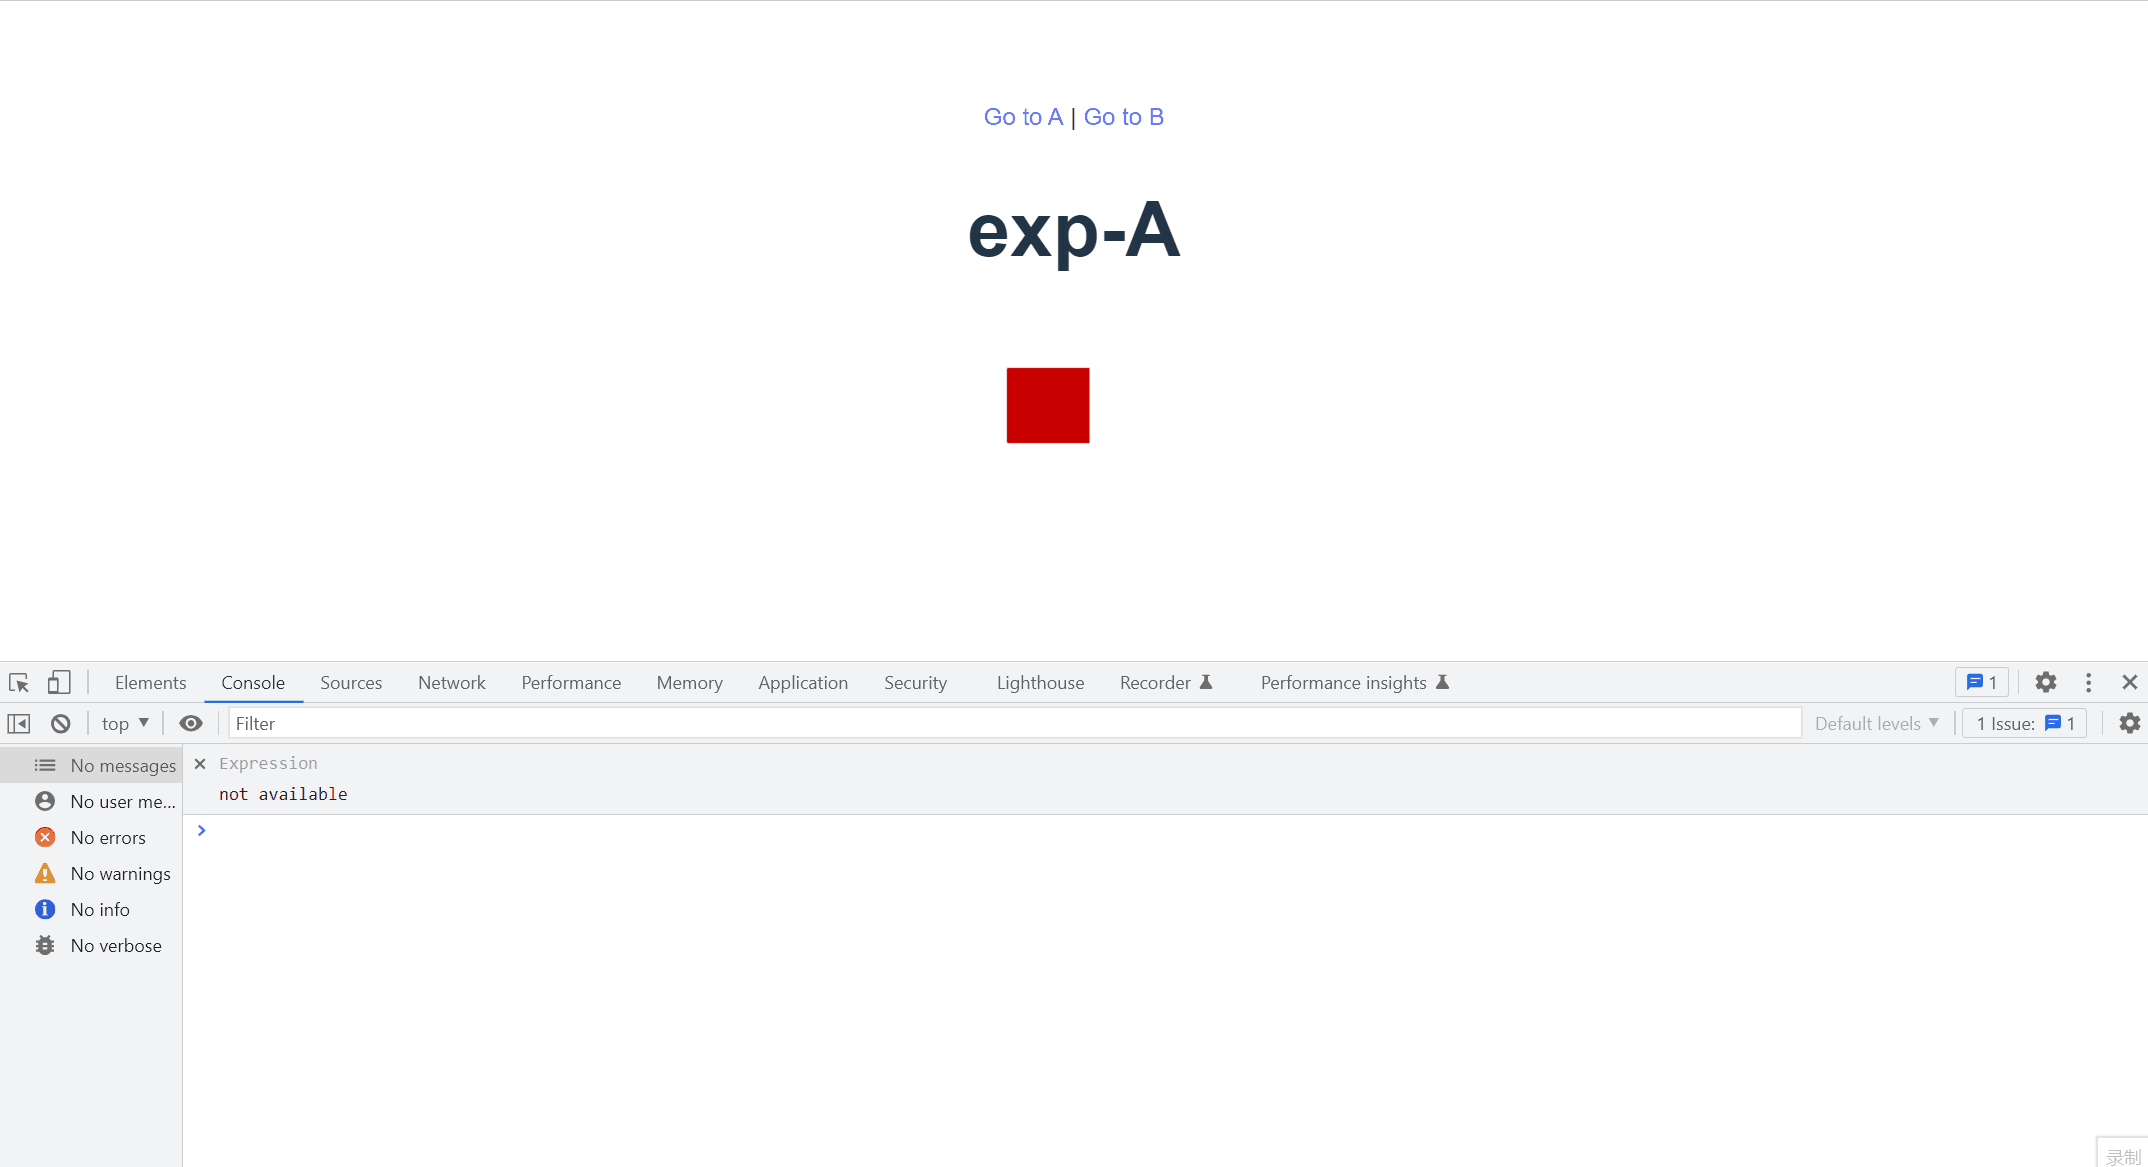 Go to A | Go to B
exp-A
Elements Console Sources Network Performance Memory Application Security Lighthouse Recorder Performance insights 1
top Filter Default levels 1 Issue: 1
No messages
Expression
not available
No user me...
No errors
No warnings
No info
No verbose
录制